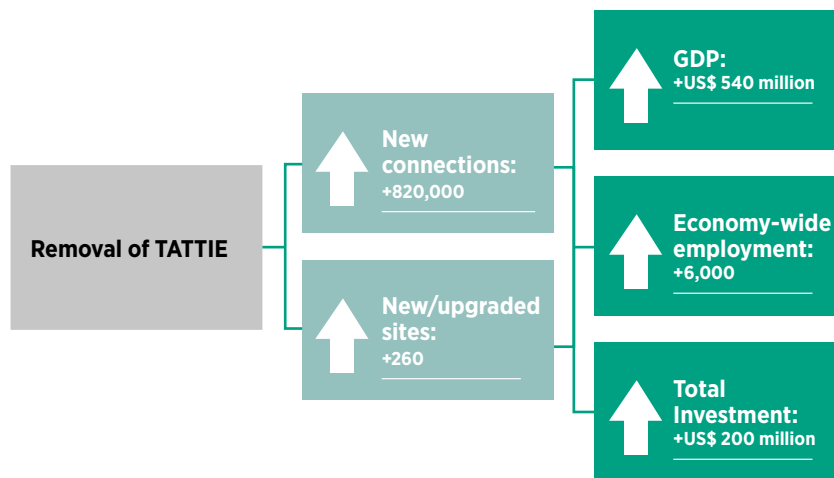 Removal of TATTIE
New
connections:
+820,000
New/upgraded
sites:
+260
GDP:
+US$ 540 million
Economy-wide
employment:
+6,000
Total
Investment:
+US$ 200 million